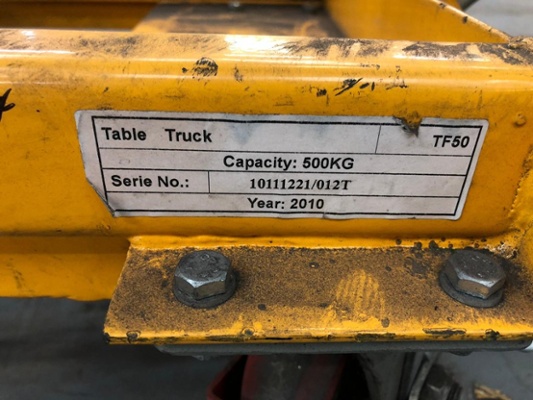 Table Truck TF50
Capacity: 500KG
Serie No.: 10111221/012T
Year: 2010